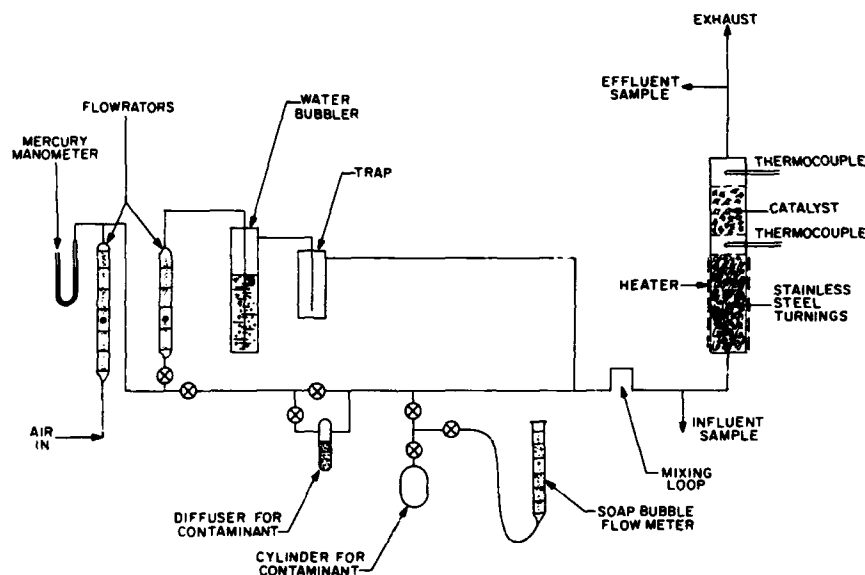 EXHAUST
EFFLUENT
SAMPLE
FLOWRATORS
WATER
BUBBLER
MERCURY
MANOMETER
TRAP
THERMOCOUPLE
CATALYST
THERMOCOUPLE
HEATER
STAINLESS
STEEL
TURNINGS
AIR
IN
INFLUENT
SAMPLE
MIXING
LOOP
DIFFUSER FOR
CONTAMINANT
SOAP BUBBLE
FLOW METER
CYLINDER FOR
CONTAMINANT